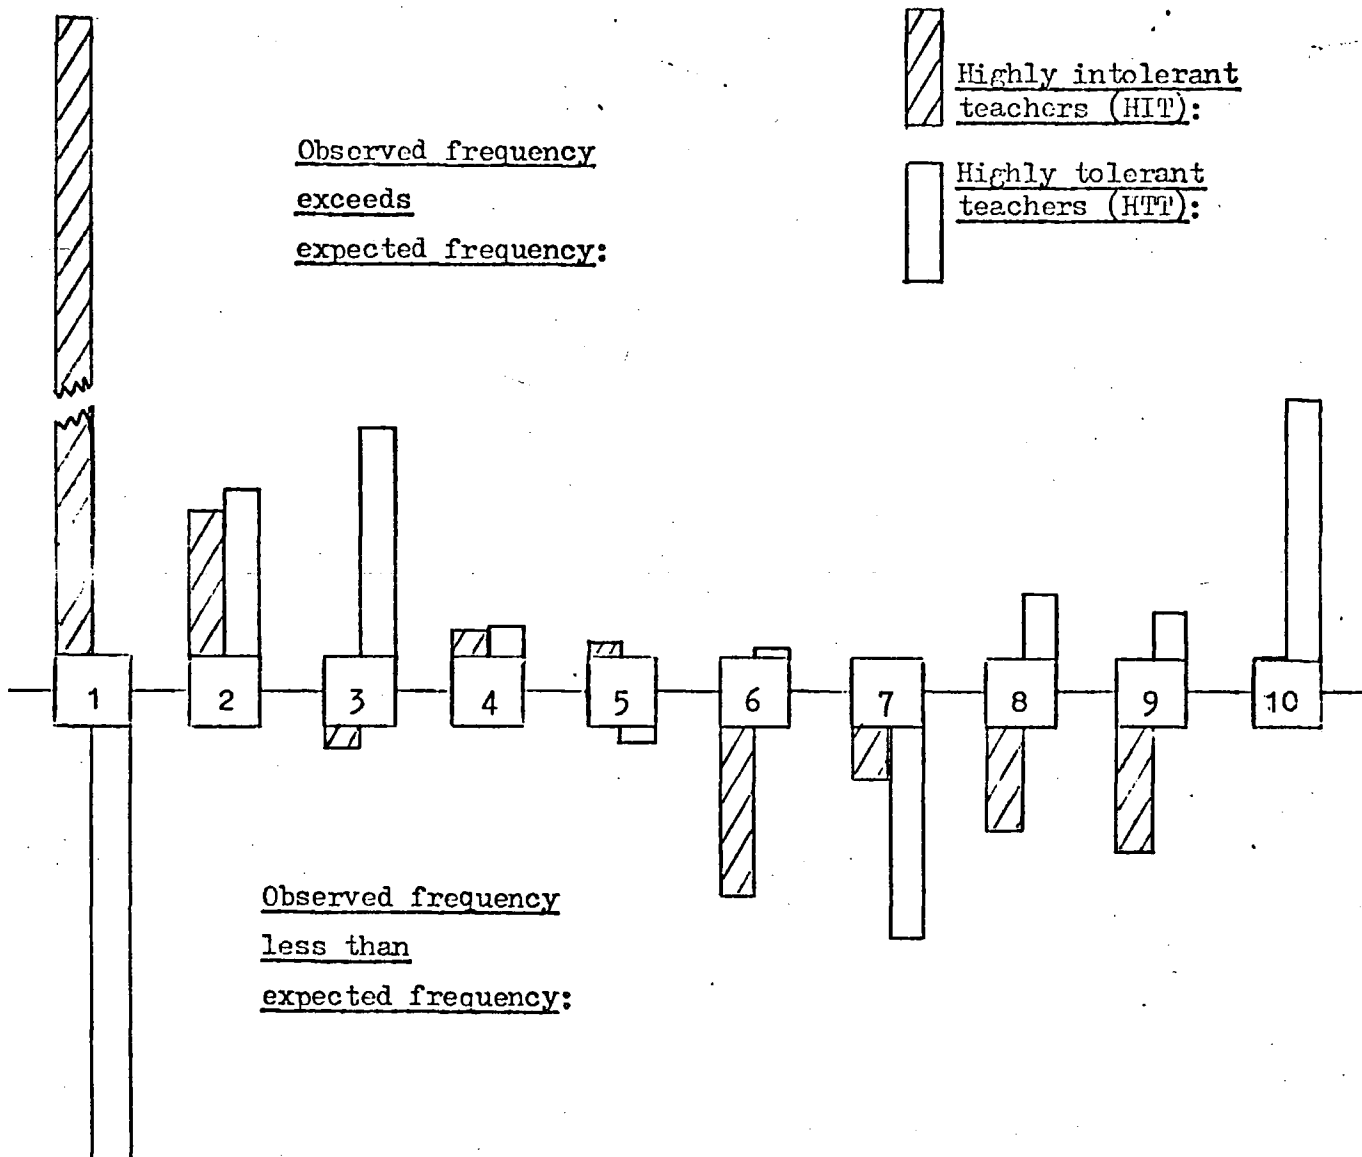 Highly intolerant
teachers (HIT):
Observed frequency
exceeds
expected frequency:
Highly tolerant
teachers (HTT):
1 2 3 4 5 6 7 8 9 10
Observed frequency
less than
expected frequency: